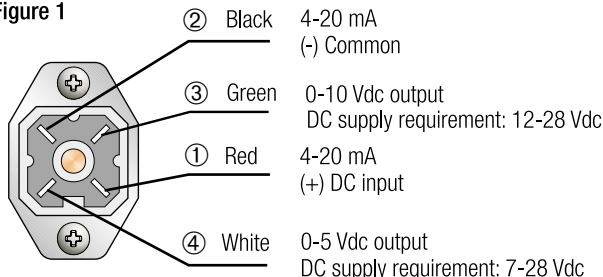 Figure 1
② Black 4-20 mA
(-) Common
③ Green 0-10 Vdc output
DC supply requirement: 12-28 Vdc
① Red 4-20 mA
(+) DC input
④ White 0-5 Vdc output
DC supply requirement: 7-28 Vdc